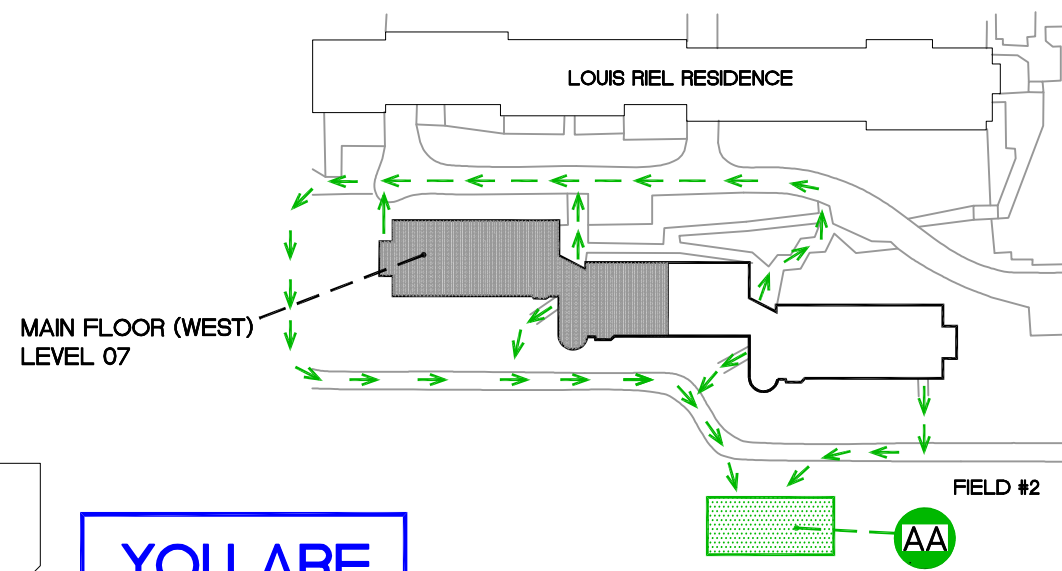 LOUIS RIEL RESIDENCE
MAIN FLOOR (WEST)
LEVEL 07
FIELD #2
AA
YOU ARE